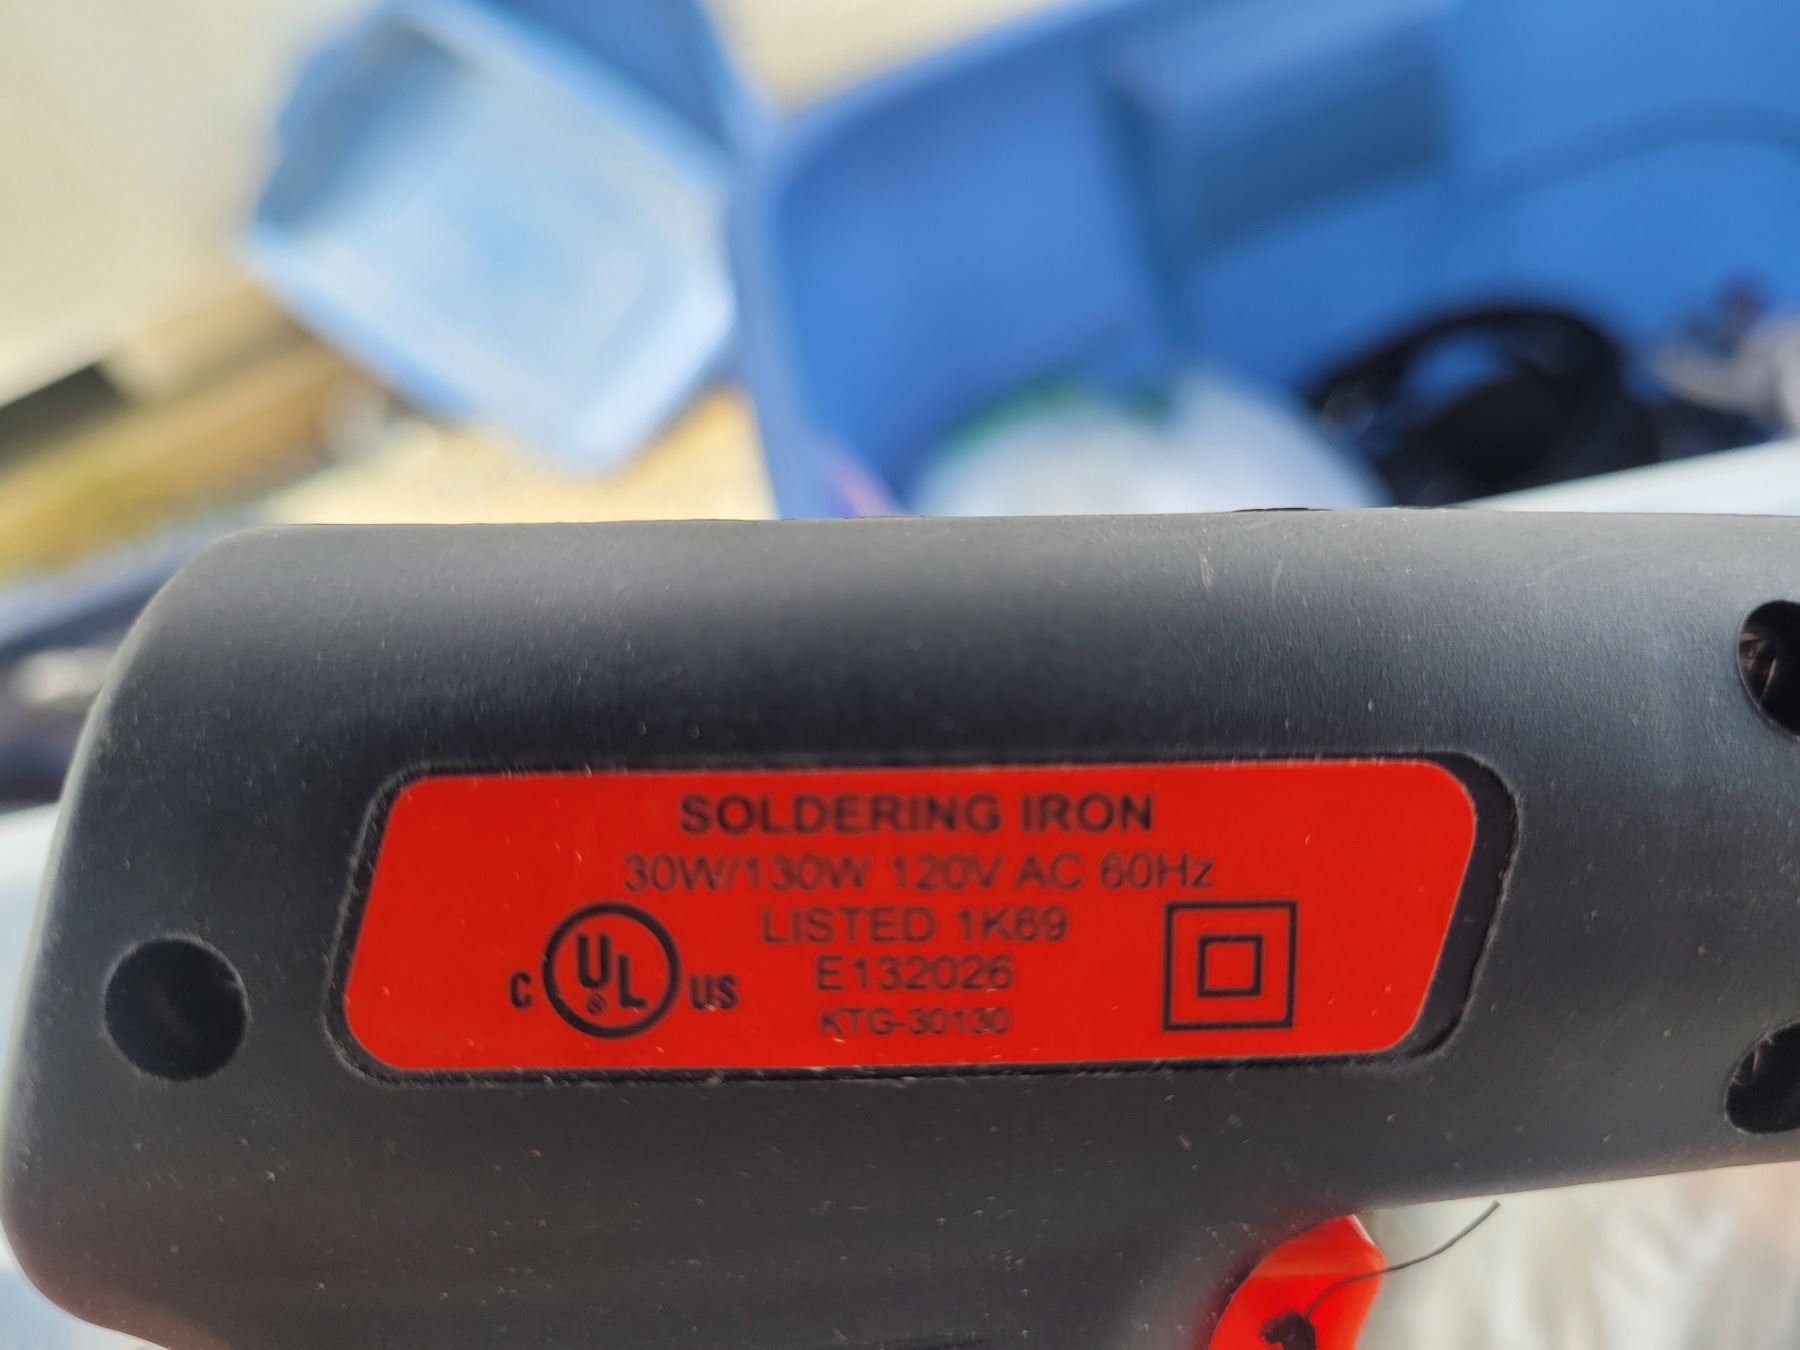 SOLDERING IRON
30W/130W 120V AC 60Hz
LISTED 1K69
C UL ® US
E132026
KTG-30130